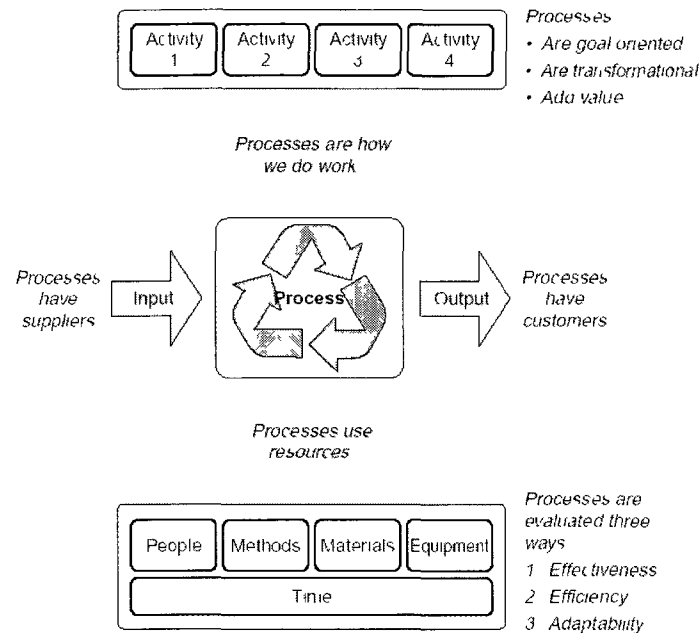 Activity 1
Activity 2
Activity 3
Activity 4
Processes
• Are goal oriented
• Are transformational
• Add value
Processes are how
we do work
Processes
have
suppliers
Input
Process
Output
Processes
have
customers
Processes use
resources
People
Methods
Materials
Equipment
Time
Processes are
evaluated three
ways
1 Effectiveness
2 Efficiency
3 Adaptability